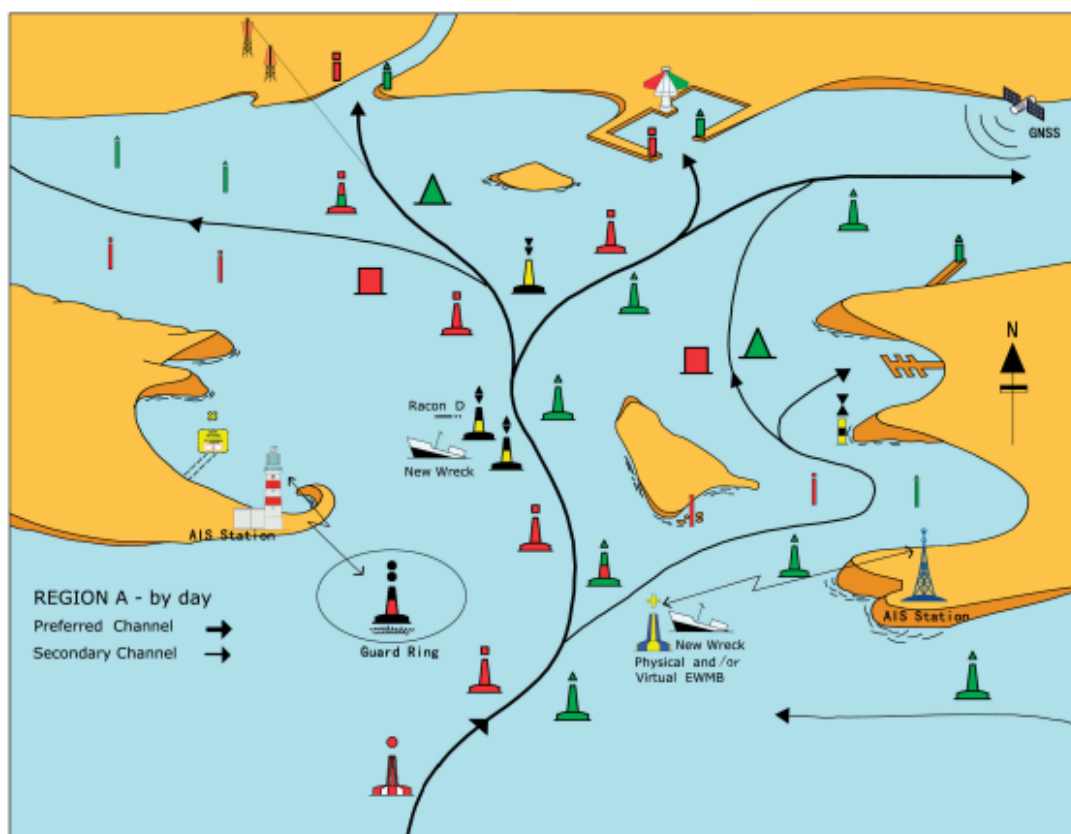 GNSS
N
Racon D
New Wreck
AIS Station
REGION A - by day
Preferred Channel
Secondary Channel
Guard Ring
New Wreck
Physical and/or
Virtual EWMB
AIS Station